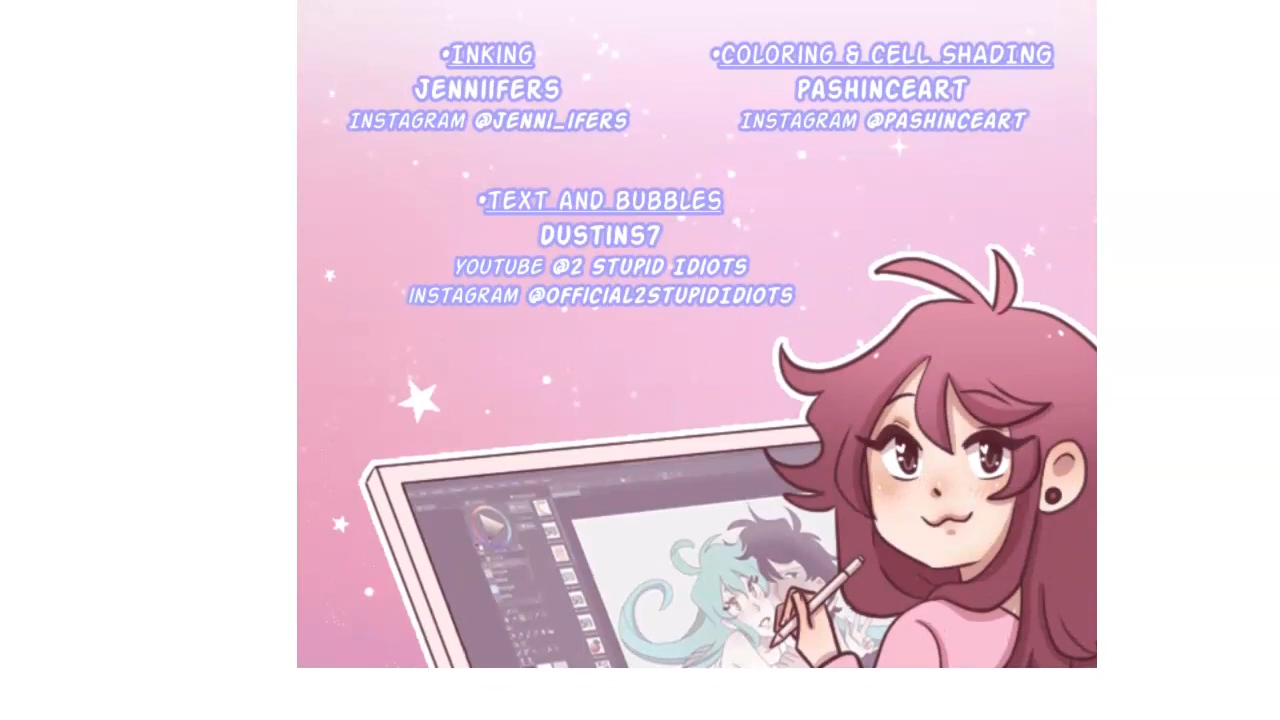 •INKING
JENNIIFERS
INSTAGRAM @JENNI_IFERS
•COLORING & CELL SHADING
PASHINCEART
INSTAGRAM @PASHINCEART
•TEXT AND BUBBLES
DUSTINS7
YOUTUBE @2 STUPID IDIOTS
INSTAGRAM @OFFICIAL2STUPIDIDIOTS